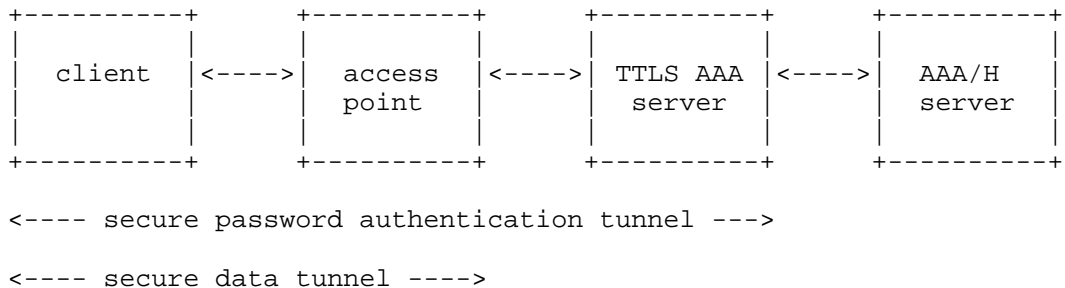 +----------+ +----------+ +----------+ +----------+
| | | | | | | |
| client |<---->| access |<---->| TTLS AAA |<---->| AAA/H |
| | | point | | server | | server |
| | | | | | | |
+----------+ +----------+ +----------+ +----------+
<---- secure password authentication tunnel --->
<---- secure data tunnel ---->